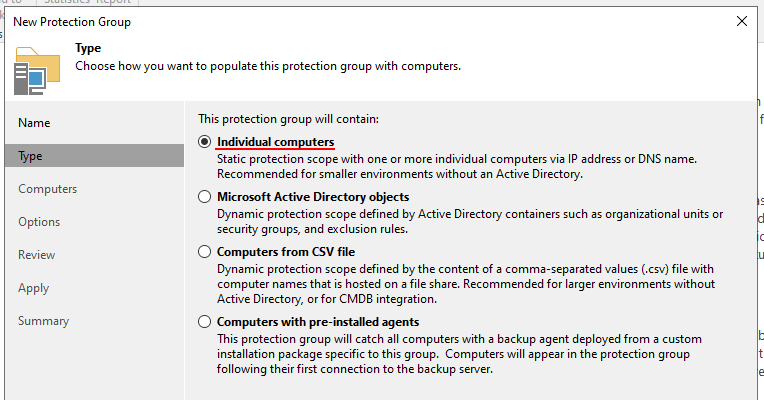 Statistics Report
New Protection Group
Type
Choose how you want to populate this protection group with computers.
Name
Type
Computers
Options
Review
Apply
Summary
This protection group will contain:
Individual computers
Static protection scope with one or more individual computers via IP address or DNS name.
Recommended for smaller environments without an Active Directory.
Microsoft Active Directory objects
Dynamic protection scope defined by Active Directory containers such as organizational units or
security groups, and exclusion rules.
Computers from CSV file
Dynamic protection scope defined by the content of a comma-separated values (.csv) file with
computer names that is hosted on a file share. Recommended for larger environments without
Active Directory, or for CMDB integration.
Computers with pre-installed agents
This protection group will catch all computers with a backup agent deployed from a custom
installation package specific to this group.  Computers will appear in the protection group
following their first connection to the backup server.